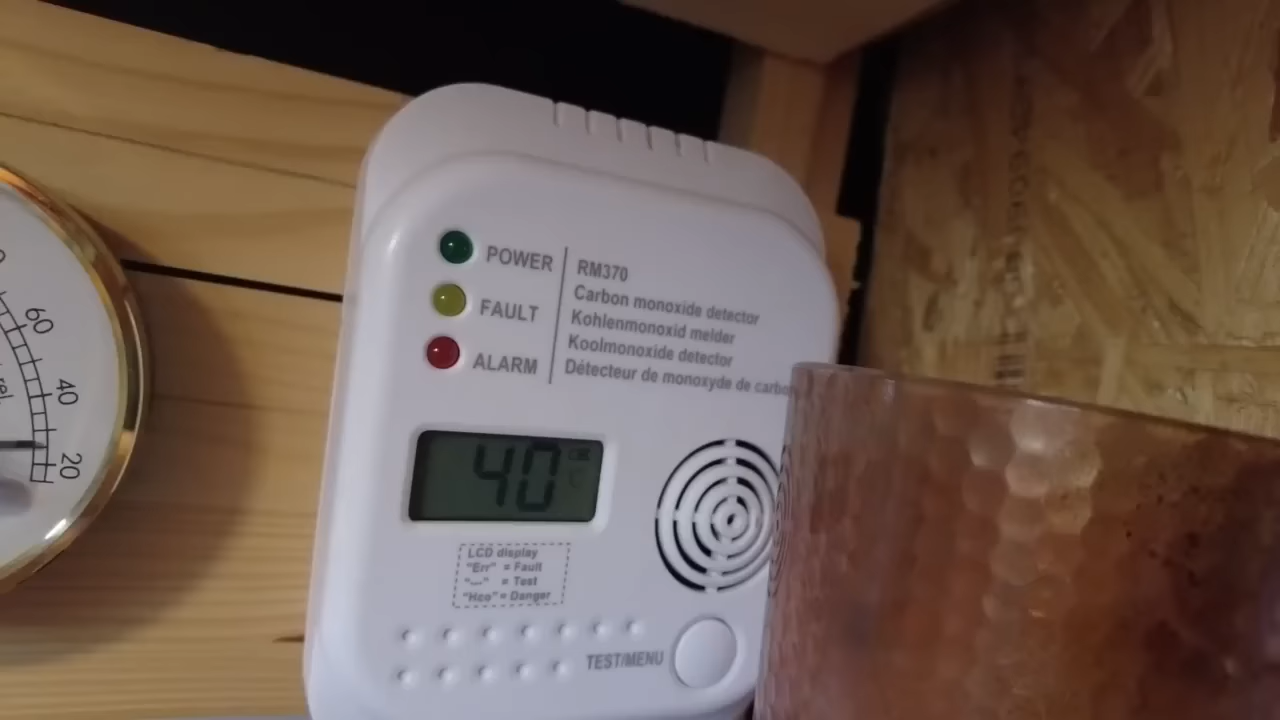 60
40
rel.
20
POWER
FAULT
ALARM
RM370
Carbon monoxide detector
Kohlenmonoxid melder
Koolmonoxide detector
Détecteur de monoxyde de carbo
40
LCD display
"Err" = Fault
"---" = Test
"Hco" = Danger
TEST/MENU